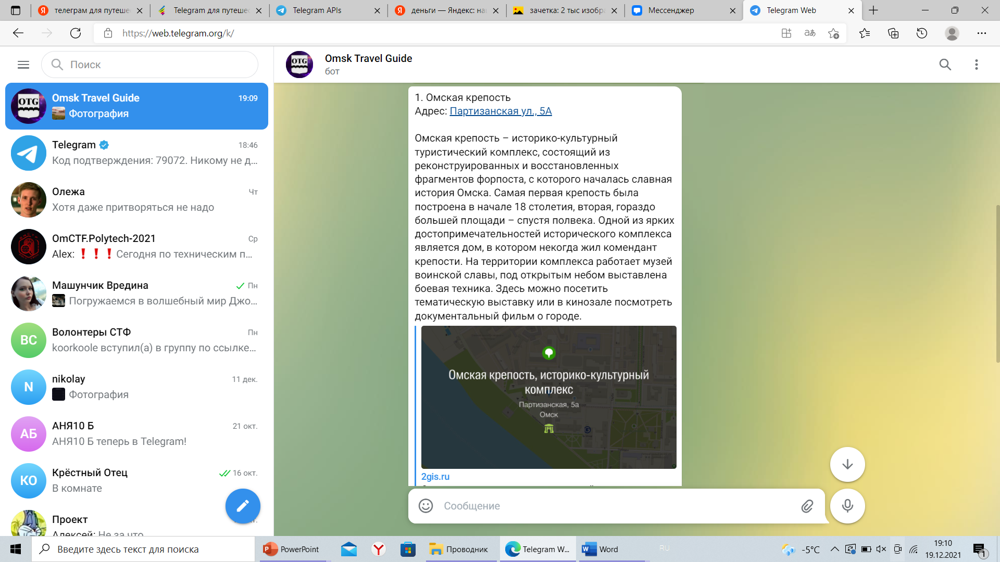 телеграм для путеше
Telegram для путешес
Telegram APIs
деньги — Яндекс: на
зачетка: 2 тыс изобра
Мессенджер
Telegram Web
https://web.telegram.org/k/
аあ
Поиск
OTG
Omsk Travel Guide
бот
OTG
Omsk Travel Guide
19:09
Фотография
Telegram
18:46
Код подтверждения: 79072. Никому не д...
Олежа
Чт
Хотя даже притворяться не надо
OmCTF.Polytech-2021
Ср
Alex: ❗❗❗Сегодня по техническим п...
Машунчик Вредина
Пн
Погружаемся в волшебный мир Джо...
ВС
Волонтеры СТФ
Пн
koorkoole вступил(а) в группу по ссылке...
N
nikolay
11 дек.
Фотография
АБ
АНЯ10 Б
21 окт.
АНЯ10 Б теперь в Telegram!
КО
Крёстный Отец
16 окт.
В комнате
Проект
Алексей: Не за что
1. Омская крепость
Адрес: Партизанская ул., 5А
Омская крепость – историко-культурный
туристический комплекс, состоящий из
реконструированных и восстановленных
фрагментов форпоста, с которого началась славная
история Омска. Самая первая крепость была
построена в начале 18 столетия, вторая, гораздо
большей площади – спустя полвека. Одной из ярких
достопримечательностей исторического комплекса
является дом, в котором некогда жил комендант
крепости. На территории комплекса работает музей
воинской славы, под открытым небом выставлена
боевая техника. Здесь можно посетить
тематическую выставку или в кинозале посмотреть
документальный фильм о городе.
Омская крепость, историко-культурный
комплекс
Партизанская, 5а
Омск
2gis.ru
Сообщение
Введите здесь текст для поиска
PowerPoint
Проводник
Telegram W...
Word
RU
-5°C
19:10
19.12.2021
1